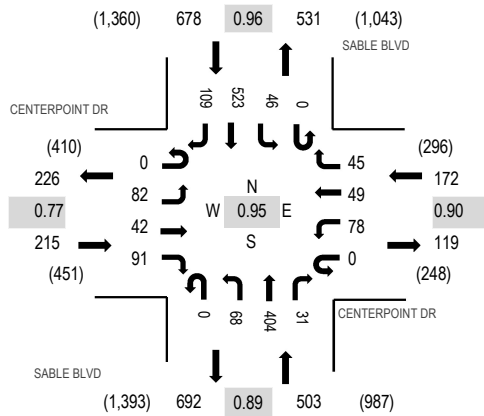 (1,360) 678 0.96 531 (1,043)
SABLE BLVD
109 523 46 0
CENTERPOINT DR
(410)
226
0.77
215
(451)
0
82
42
91
N
W 0.95 E
S
45
49
78
0
(296)
172
0.90
119
(248)
0 68 404 31
CENTERPOINT DR
SABLE BLVD
(1,393) 692 0.89 503 (987)